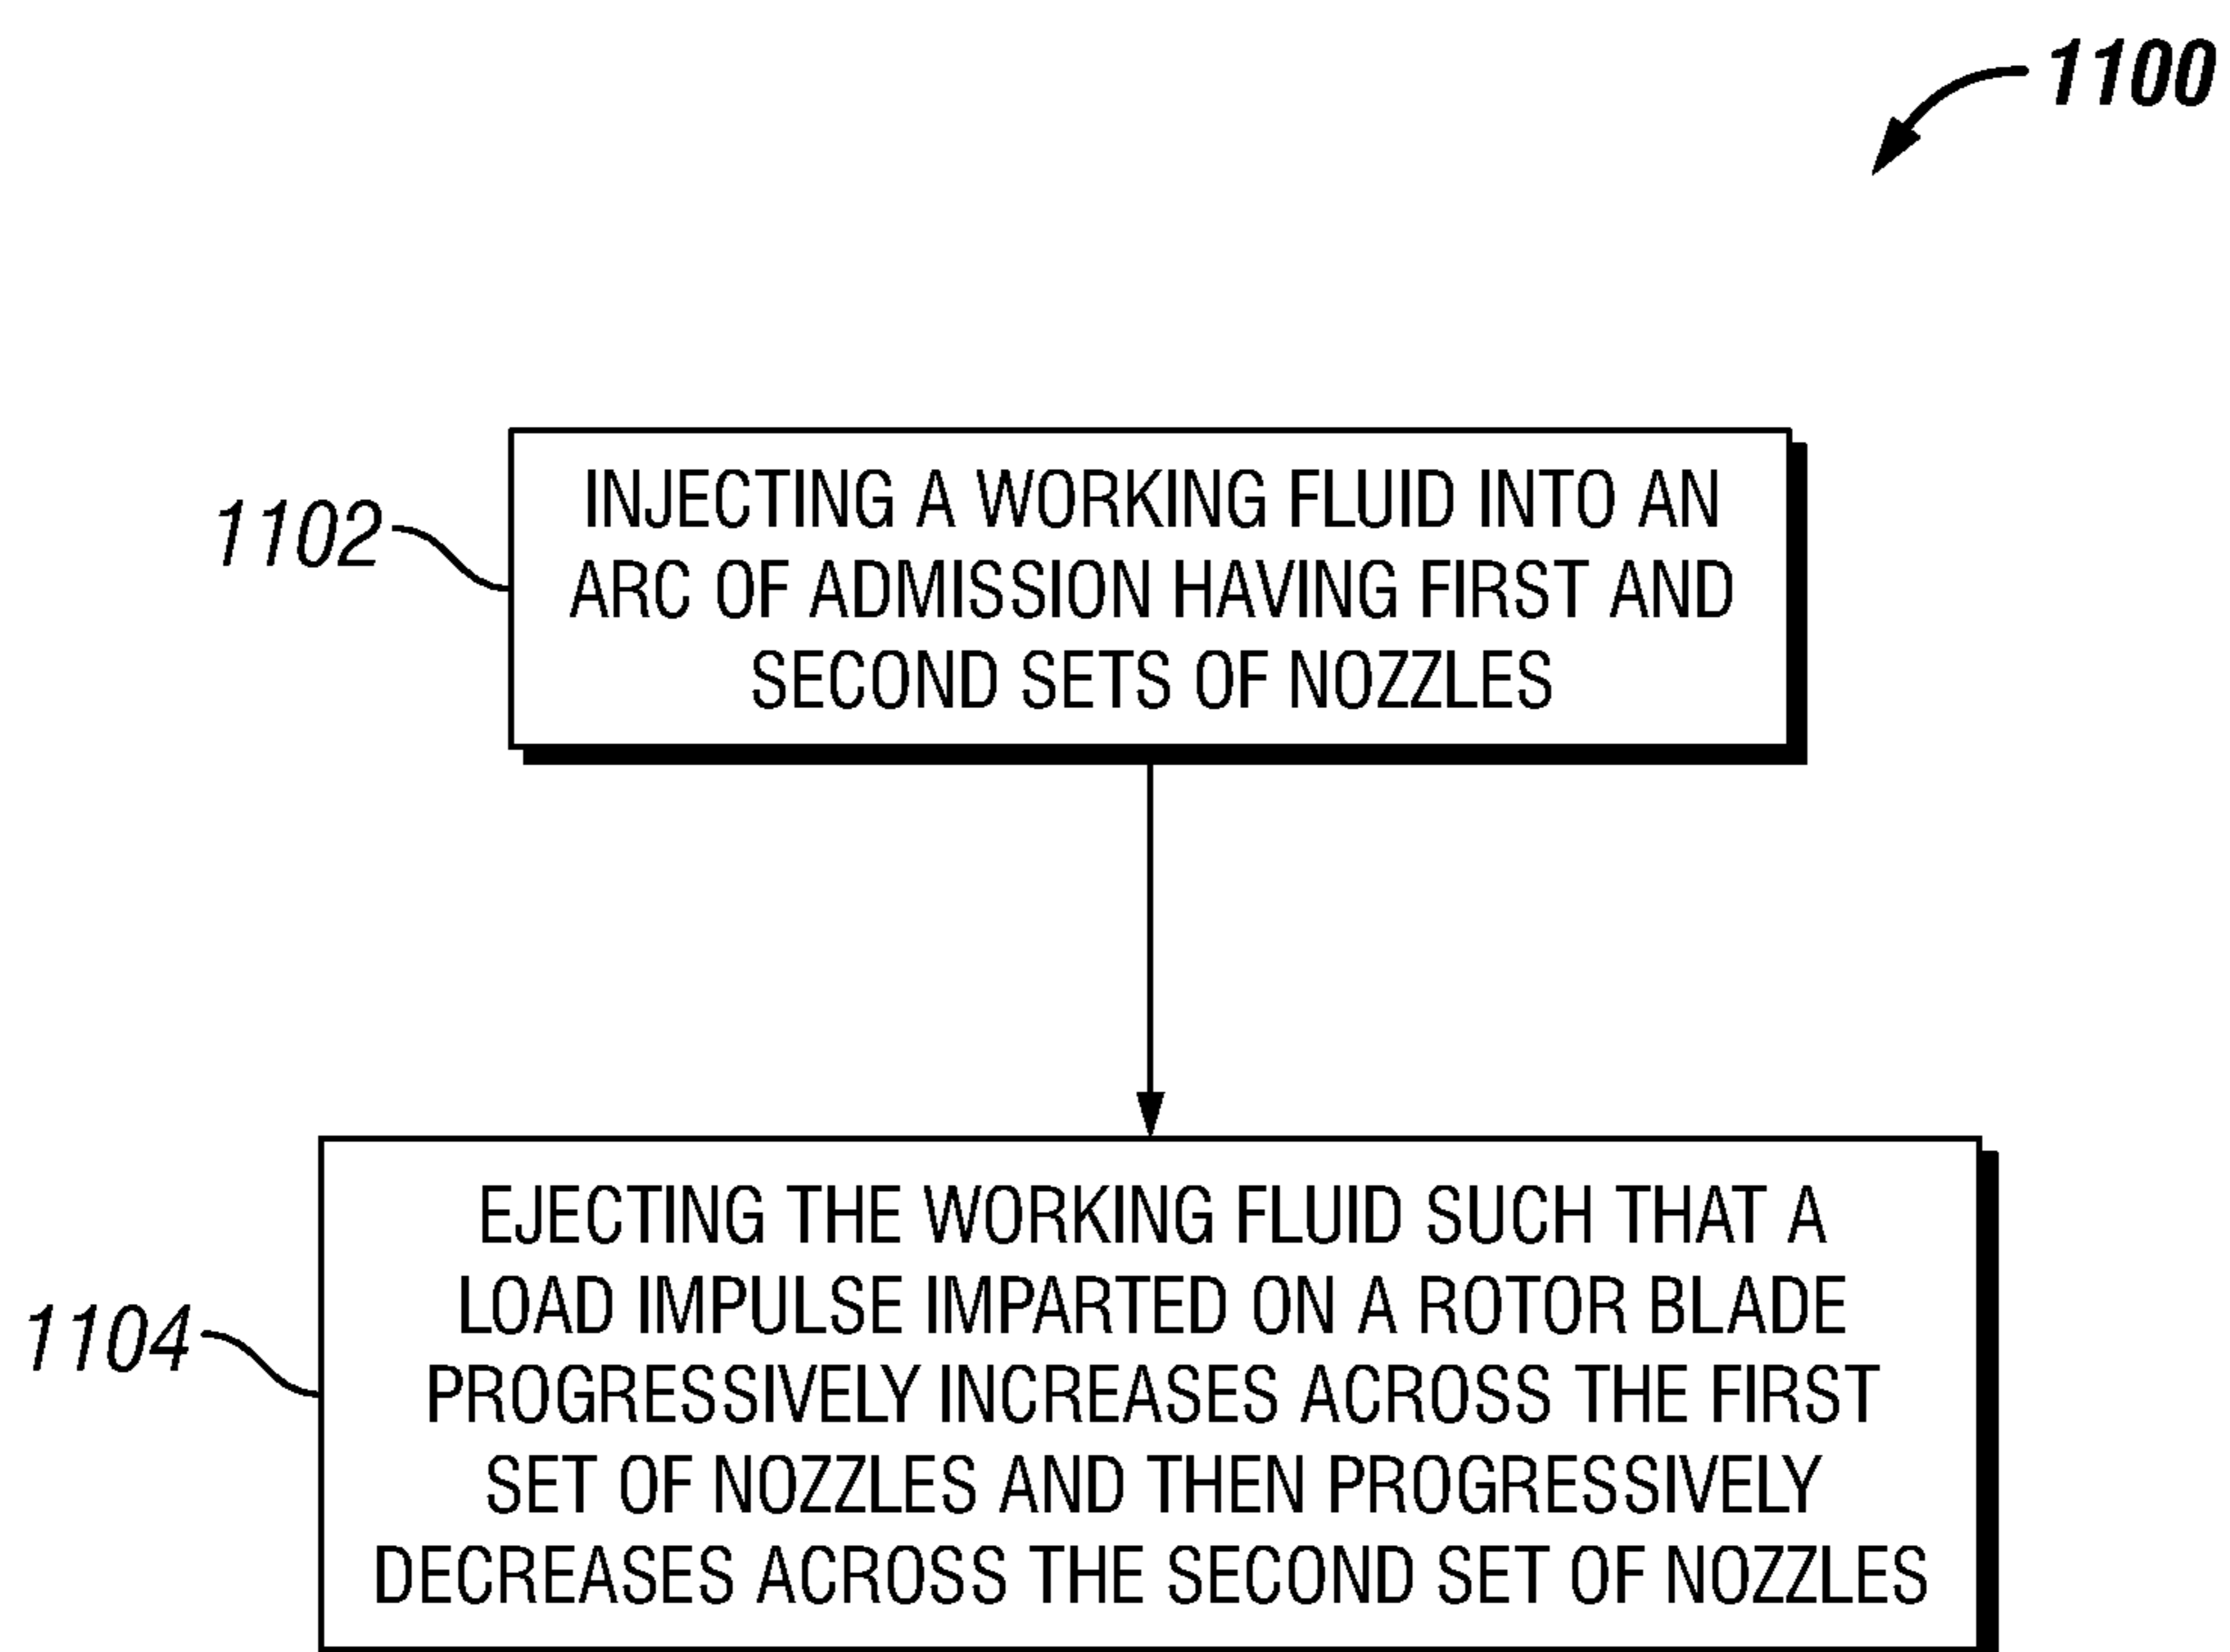 1100
1102
INJECTING A WORKING FLUID INTO AN
ARC OF ADMISSION HAVING FIRST AND
SECOND SETS OF NOZZLES
1104
EJECTING THE WORKING FLUID SUCH THAT A
LOAD IMPULSE IMPARTED ON A ROTOR BLADE
PROGRESSIVELY INCREASES ACROSS THE FIRST
SET OF NOZZLES AND THEN PROGRESSIVELY
DECREASES ACROSS THE SECOND SET OF NOZZLES